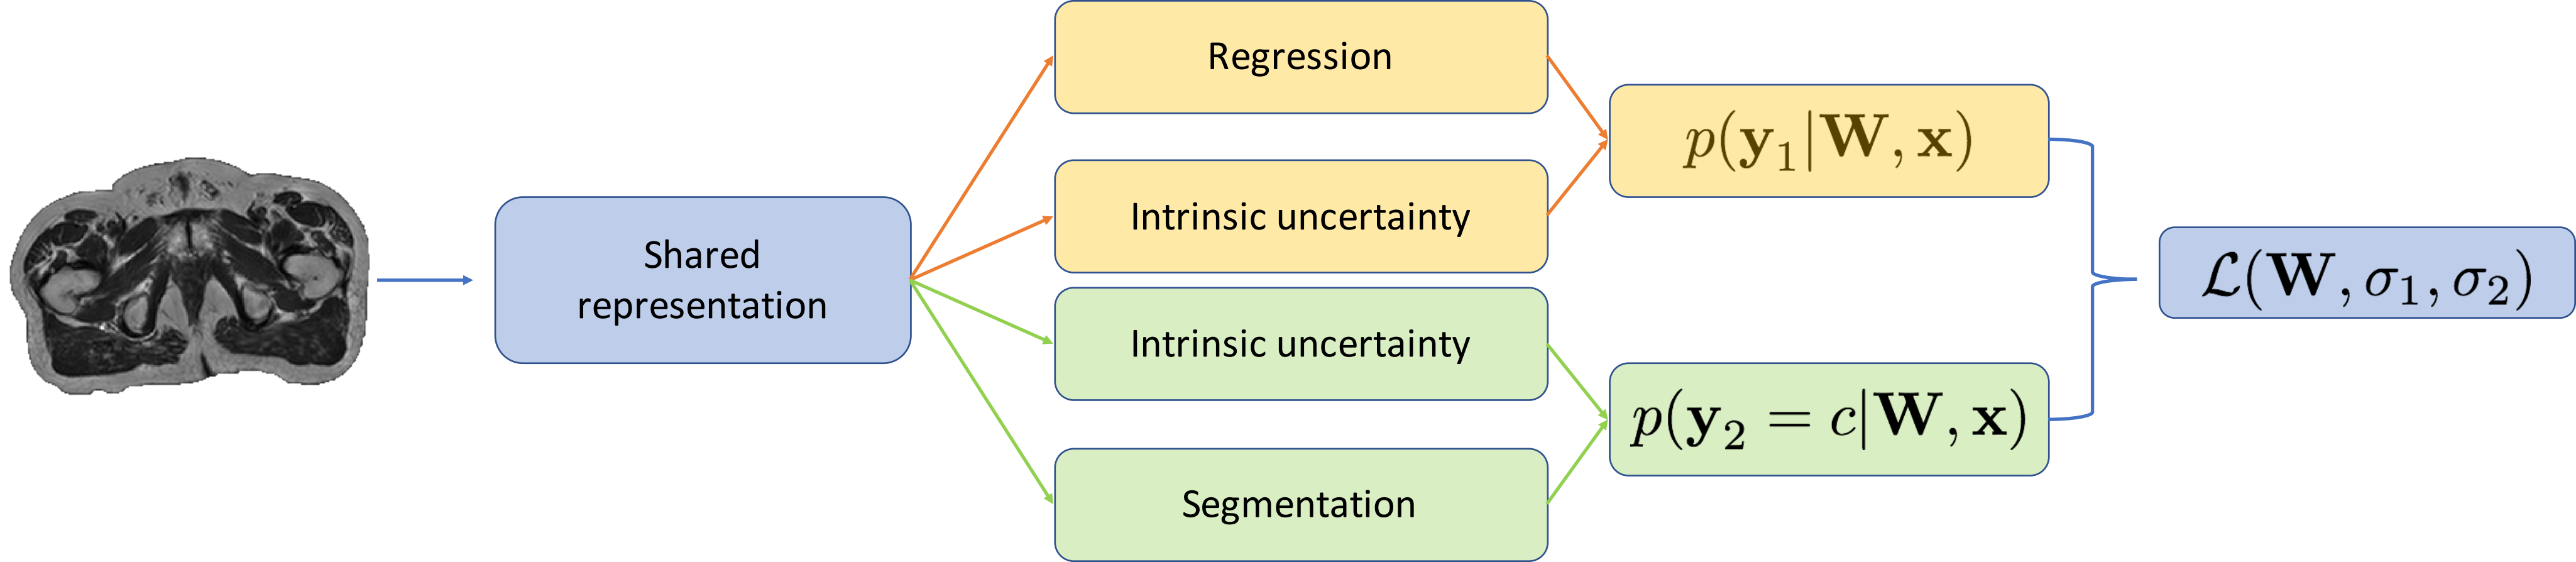 Regression
Intrinsic uncertainty
Shared
representation
Intrinsic uncertainty
Segmentation
p(y₁|W, x)
p(y₂ = c|W, x)
ℒ(W, σ₁, σ₂)